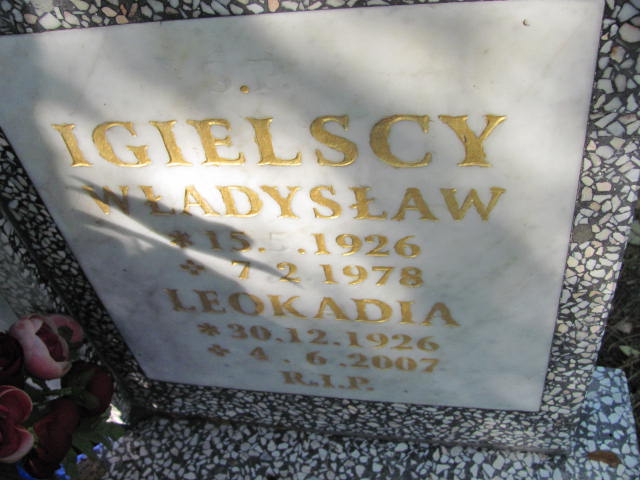 Ś.P.
IGIELSCY
WŁADYSŁAW
* 15.5.1926
+ 7 2 1978
LEOKADIA
* 30.12.1926
+ 4.6.2007
R.I.P.